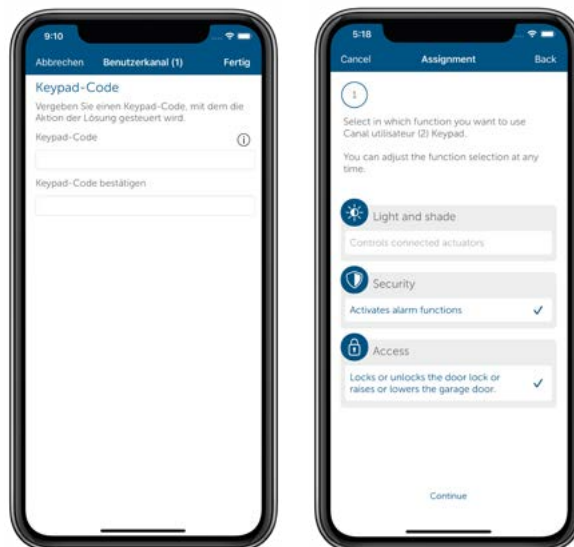 9:10
Abbrechen Benutzerkanal (1) Fertig
Keypad-Code
Vergeben Sie einen Keypad-Code, mit dem die
Aktion der Lösung gesteuert wird.
Keypad-Code
Keypad-Code bestätigen
5:18
Cancel Assignment Back
1
Select in which function you want to use
Canal utilisateur (2) Keypad.
You can adjust the function selection at any
time.
Light and shade
Controls connected actuators
Security
Activates alarm functions
Access
Locks or unlocks the door lock or
raises or lowers the garage door.
Continue